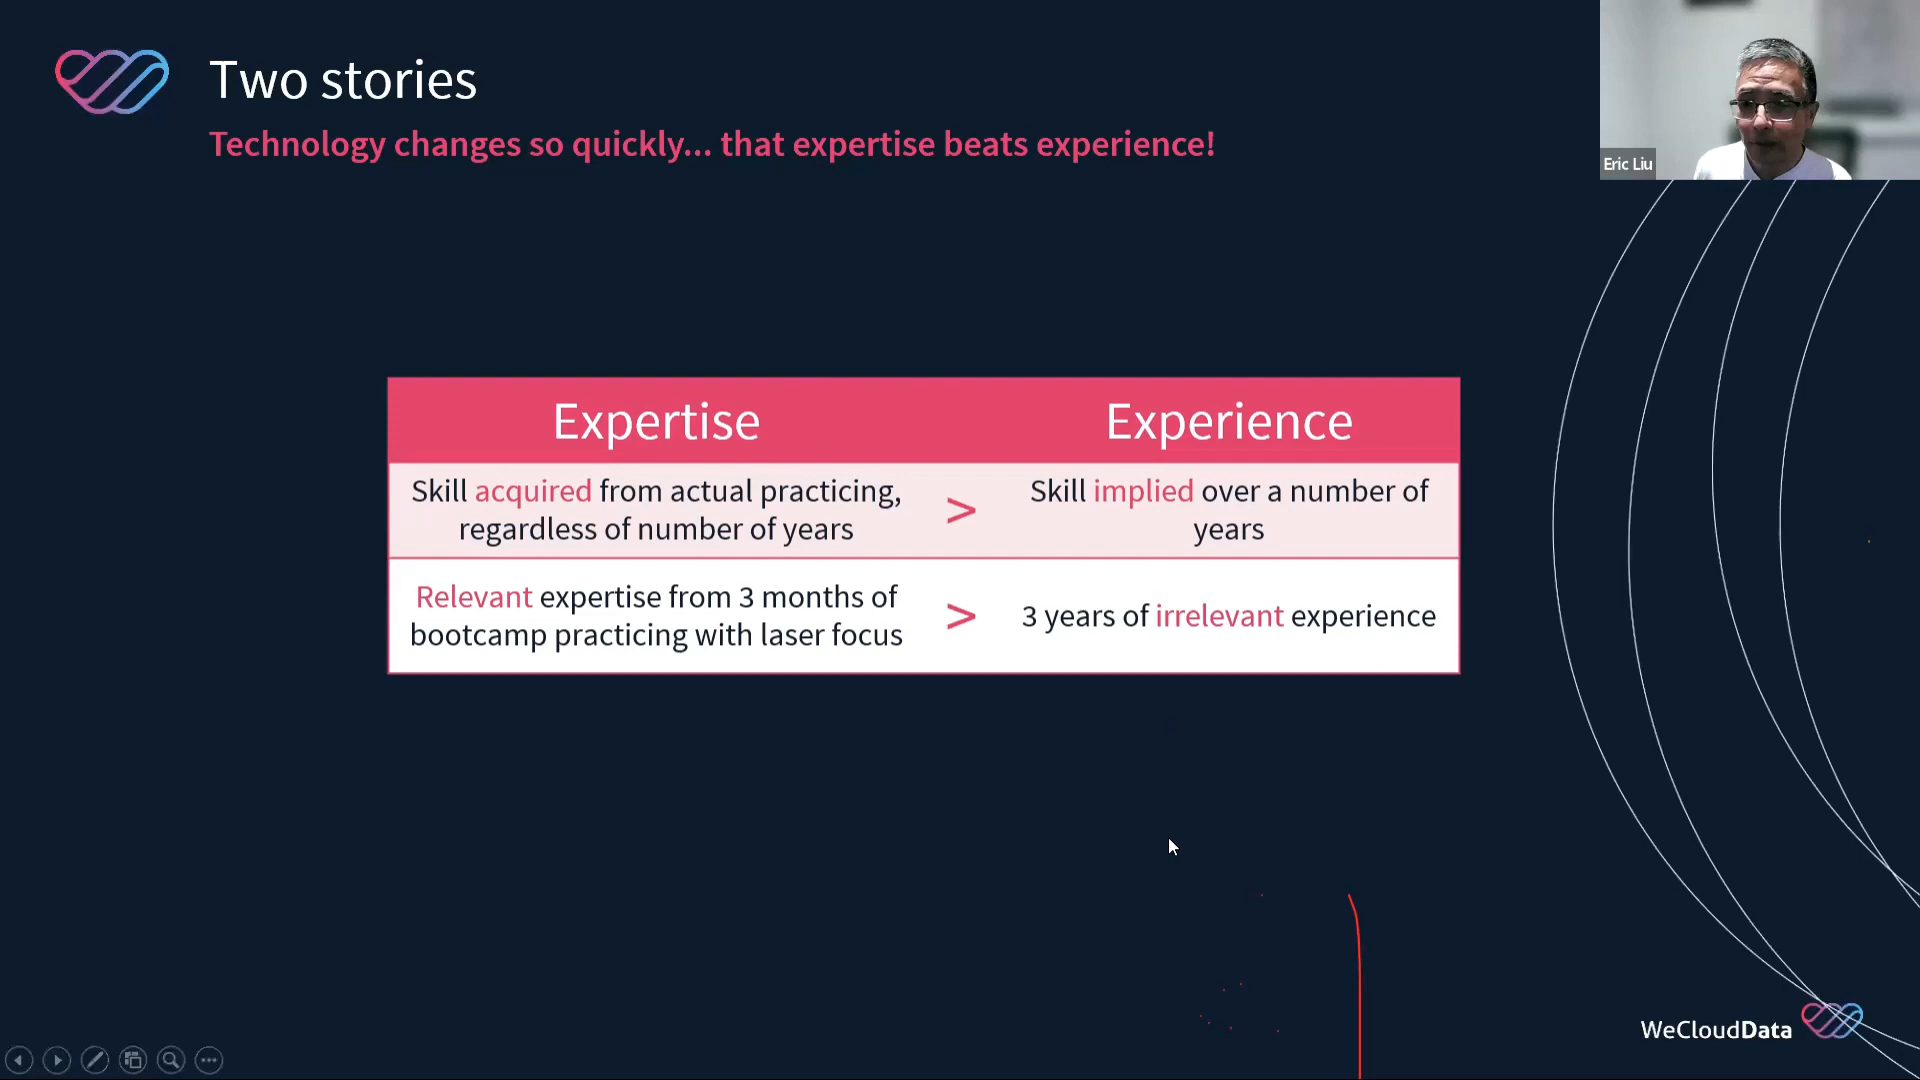 Two stories
Technology changes so quickly... that expertise beats experience!
Eric Liu
Expertise
Experience
Skill acquired from actual practicing,
regardless of number of years
>
Skill implied over a number of
years
Relevant expertise from 3 months of
bootcamp practicing with laser focus
>
3 years of irrelevant experience
WeCloudData